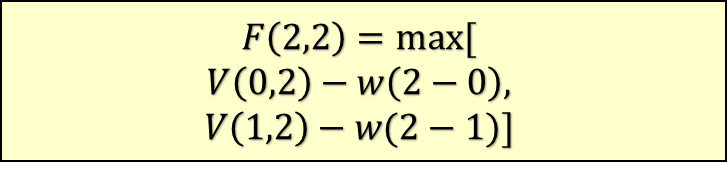 F(2,2) = max[
V(0,2) − w(2 − 0),
V(1,2) − w(2 − 1)]